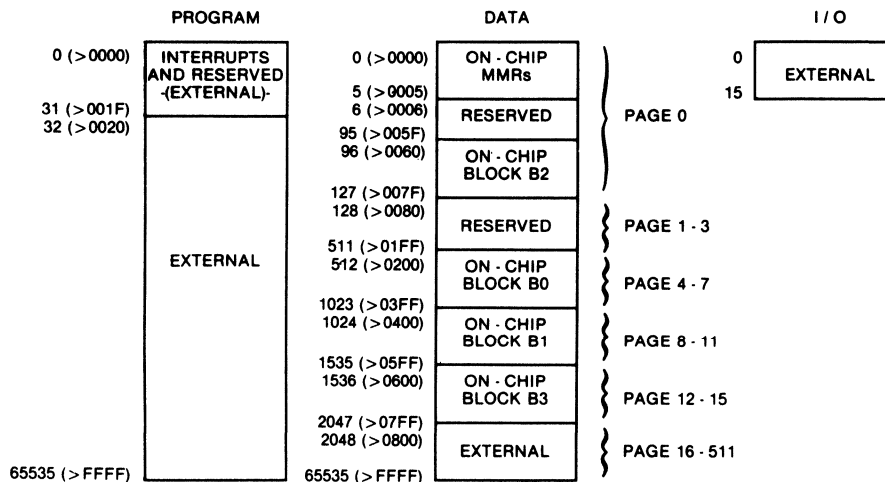 PROGRAM
0 (>0000)
INTERRUPTS
AND RESERVED
-(EXTERNAL)-
31 (>001F)
32 (>0020)
EXTERNAL
65535 (>FFFF)
DATA
0 (>0000)
ON - CHIP
MMRs
5 (>0005)
6 (>0006)
RESERVED
95 (>005F)
96 (>0060)
ON - CHIP
BLOCK B2
127 (>007F)
128 (>0080)
RESERVED
511 (>01FF)
512 (>0200)
ON - CHIP
BLOCK B0
1023 (>03FF)
1024 (>0400)
ON - CHIP
BLOCK B1
1535 (>05FF)
1536 (>0600)
ON - CHIP
BLOCK B3
2047 (>07FF)
2048 (>0800)
EXTERNAL
65535 (>FFFF)
PAGE 0
PAGE 1 - 3
PAGE 4 - 7
PAGE 8 - 11
PAGE 12 - 15
PAGE 16 - 511
I / O
0
EXTERNAL
15